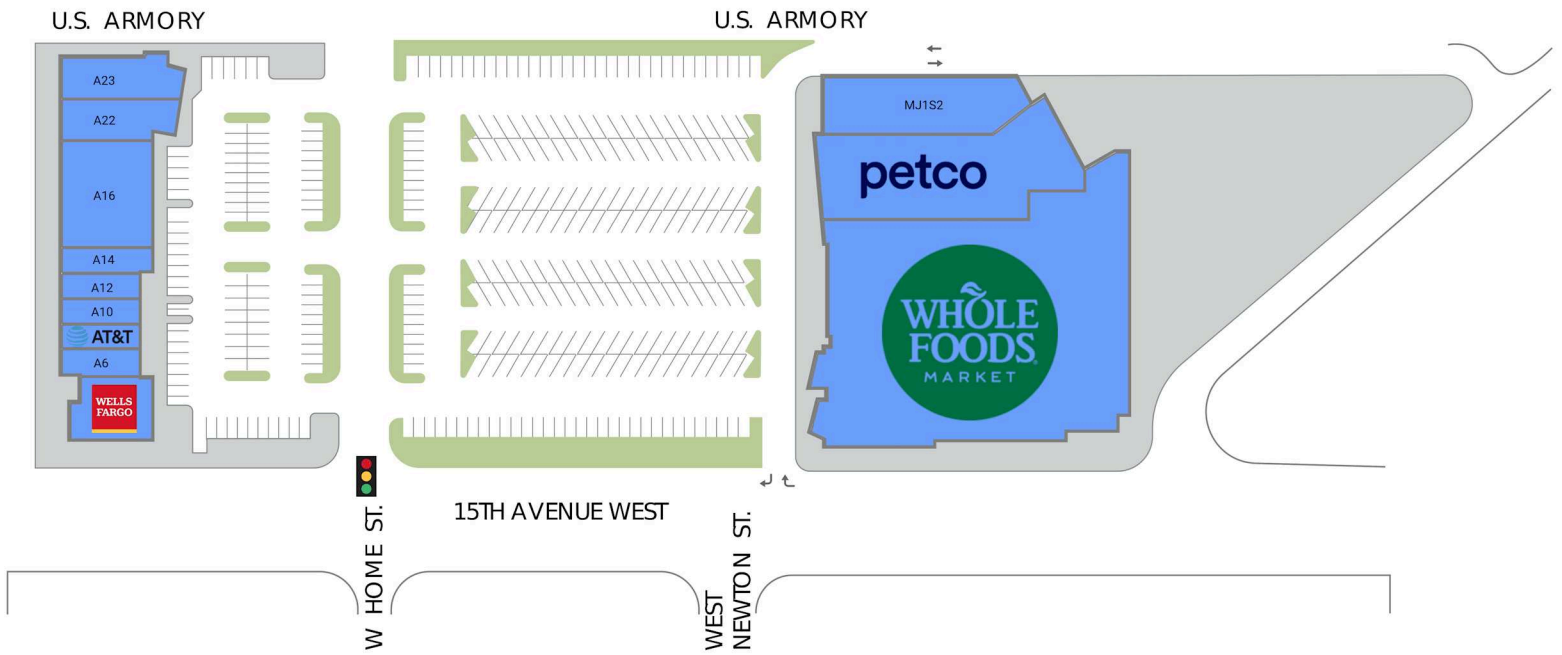 U.S. ARMORY
U.S. ARMORY
A23
A22
A16
A14
A12
A10
AT&T
A6
WELLS
FARGO
MJ1S2
petco
WHOLE
FOODS
MARKET
15TH AVENUE WEST
W HOME ST.
WEST
NEWTON ST.